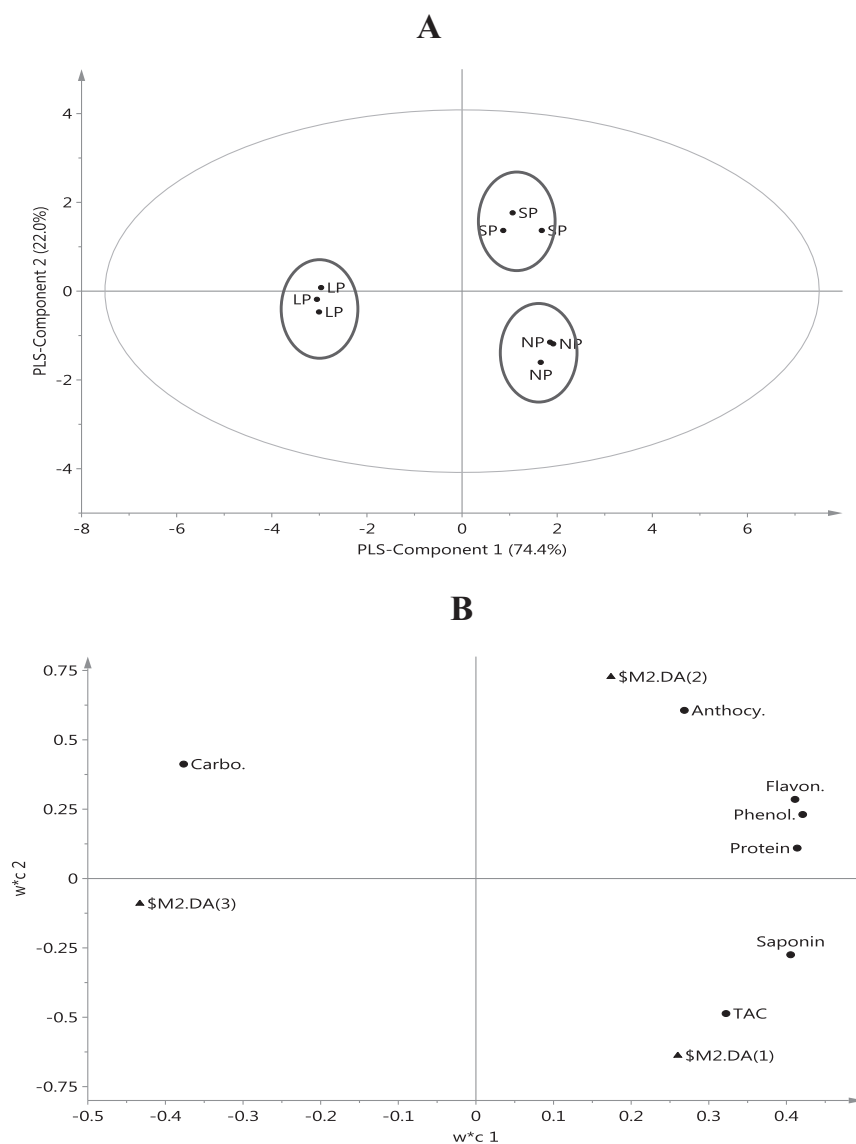 A
4
2
0
-2
-4
PLS-Component 2 (22.0%)
SP
SP
SP
LP
LP
LP
NP
NP
NP
-8
-6
-4
-2
0
2
4
6
PLS-Component 1 (74.4%)
B
0.75
0.5
0.25
0
-0.25
-0.5
-0.75
w*c 2
$M2.DA(2)
Anthocy.
Carbo.
Flavon.
Phenol.
Protein
$M2.DA(3)
Saponin
TAC
$M2.DA(1)
-0.5
-0.4
-0.3
-0.2
-0.1
0
0.1
0.2
0.3
0.4
w*c 1